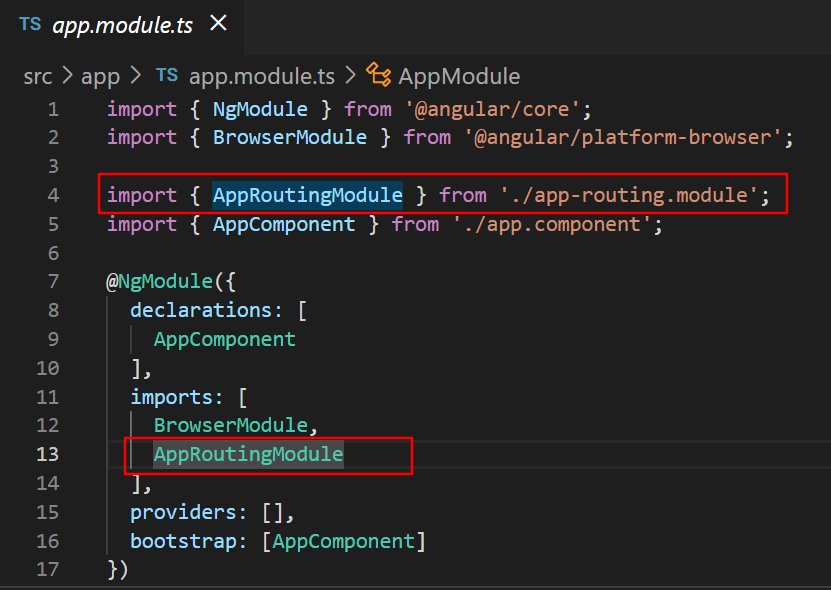 TS app.module.ts ×
src > app > TS app.module.ts > AppModule
1 import { NgModule } from '@angular/core';
2 import { BrowserModule } from '@angular/platform-browser';
3
4 import { AppRoutingModule } from './app-routing.module';
5 import { AppComponent } from './app.component';
6
7 @NgModule({
8 declarations: [
9 AppComponent
10 ],
11 imports: [
12 BrowserModule,
13 AppRoutingModule
14 ],
15 providers: [],
16 bootstrap: [AppComponent]
17 })